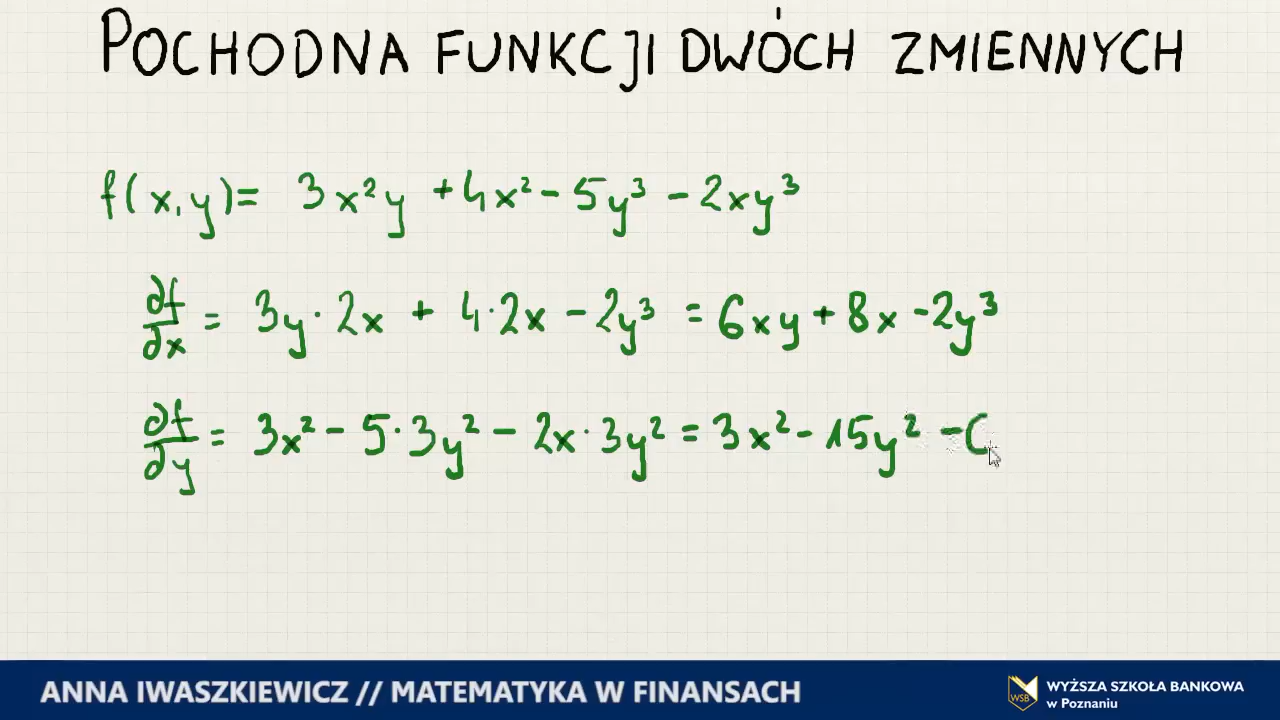 POCHODNA FUNKCJI DWÓCH ZMIENNYCH
f(x,y)= 3x²y +4x² - 5y³ - 2xy³
∂f/∂x = 3y·2x + 4·2x - 2y³ = 6xy + 8x - 2y³
∂f/∂y = 3x² - 5·3y² - 2x·3y² = 3x² - 15y² -
ANNA IWASZKIEWICZ // MATEMATYKA W FINANSACH
WSB
WYŻSZA SZKOŁA BANKOWA
w Poznaniu